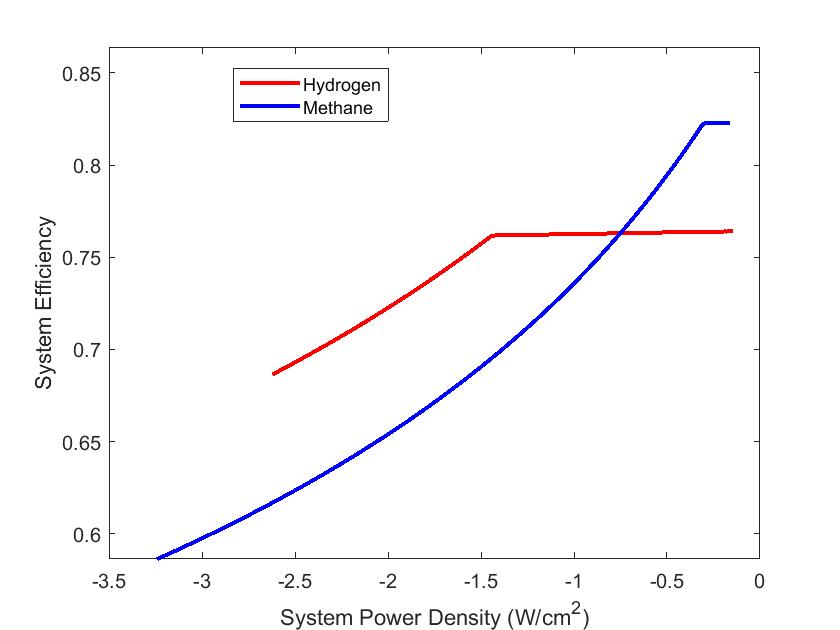 0.85
0.8
0.75
0.7
0.65
0.6
System Efficiency
Hydrogen
Methane
-3.5 -3 -2.5 -2 -1.5 -1 -0.5 0
System Power Density (W/cm²)